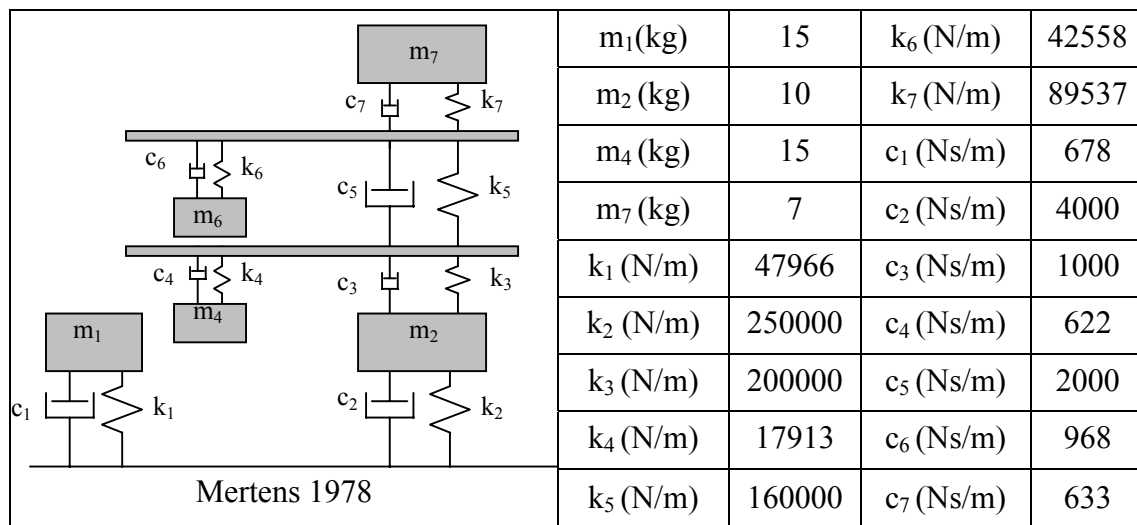 m₇
c₇
k₇
c₆
k₆
c₅
k₅
m₆
c₄
k₄
c₃
k₃
m₄
m₁
m₂
c₁
k₁
c₂
k₂
Mertens 1978
m₁(kg) 15 k₆ (N/m) 42558
m₂ (kg) 10 k₇ (N/m) 89537
m₄ (kg) 15 c₁ (Ns/m) 678
m₇ (kg) 7 c₂ (Ns/m) 4000
k₁ (N/m) 47966 c₃ (Ns/m) 1000
k₂ (N/m) 250000 c₄ (Ns/m) 622
k₃ (N/m) 200000 c₅ (Ns/m) 2000
k₄ (N/m) 17913 c₆ (Ns/m) 968
k₅ (N/m) 160000 c₇ (Ns/m) 633